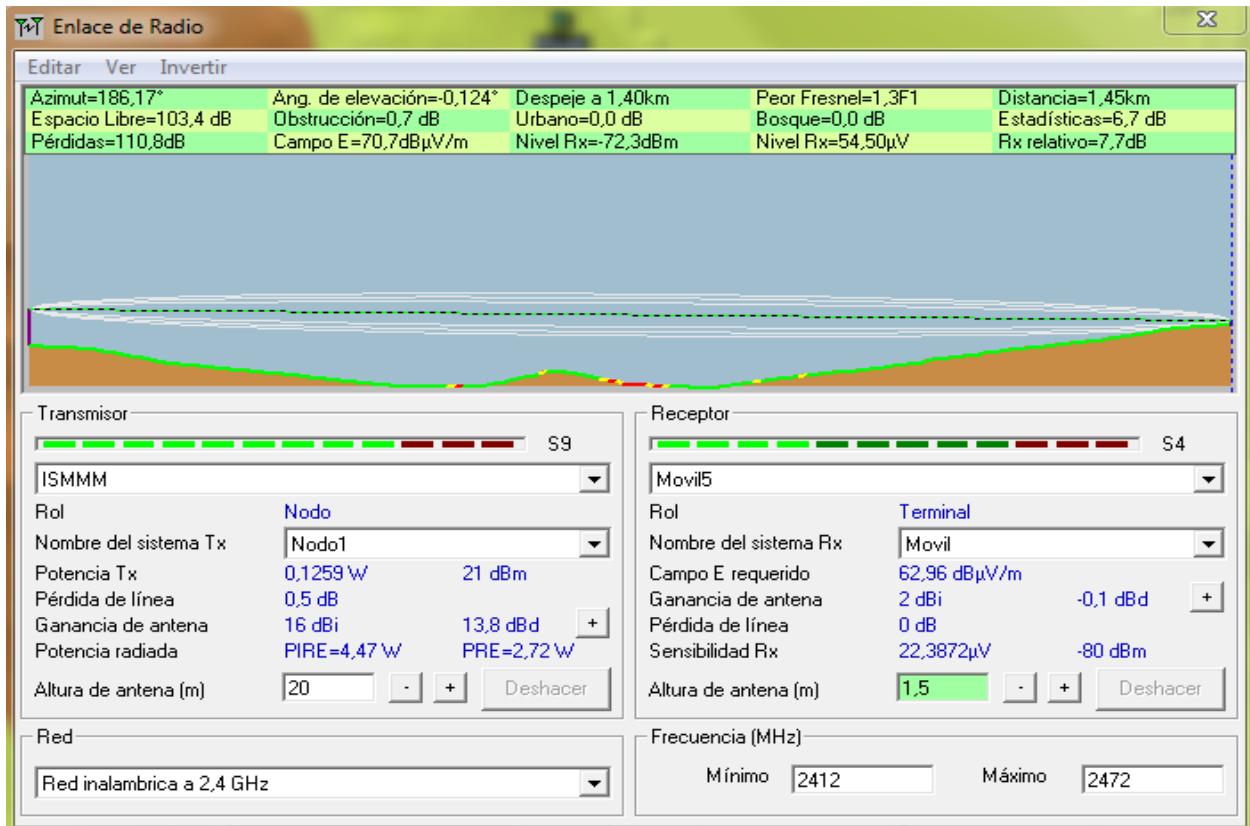 Enlace de Radio
Editar Ver Invertir
Azimut=186,17° Ang. de elevación=-0,124° Despeje a 1,40km Peor Fresnel=1,3F1 Distancia=1,45km
Espacio Libre=103,4 dB Obstrucción=0,7 dB Urbano=0,0 dB Bosque=0,0 dB Estadísticas=6,7 dB
Pérdidas=110,8dB Campo E=70,7dBµV/m Nivel Rx=-72,3dBm Nivel Rx=54,50µV Rx relativo=7,7dB
Transmisor
S9
ISMMM
Rol Nodo
Nombre del sistema Tx Nodo1
Potencia Tx 0,1259 W 21 dBm
Pérdida de línea 0,5 dB
Ganancia de antena 16 dBi 13,8 dBd +
Potencia radiada PIRE=4,47 W PRE=2,72 W
Altura de antena (m) 20 - + Deshacer
Receptor
S4
Movil5
Rol Terminal
Nombre del sistema Rx Movil
Campo E requerido 62,96 dBµV/m
Ganancia de antena 2 dBi -0,1 dBd +
Pérdida de línea 0 dB
Sensibilidad Rx 22,3872µV -80 dBm
Altura de antena (m) 1,5 - + Deshacer
Red
Red inalambrica a 2,4 GHz
Frecuencia (MHz)
Mínimo 2412 Máximo 2472